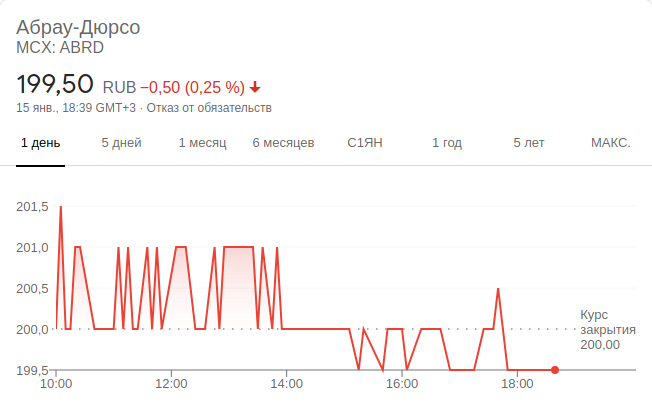 Абрау-Дюрсо
MCX: ABRD
199,50 RUB −0,50 (0,25 %)
15 янв., 18:39 GMT+3 · Отказ от обязательств
1 день 5 дней 1 месяц 6 месяцев С1ЯН 1 год 5 лет МАКС.
201,5
201,0
200,5
200,0
199,5
Курс
закрытия
200,00
10:00 12:00 14:00 16:00 18:00